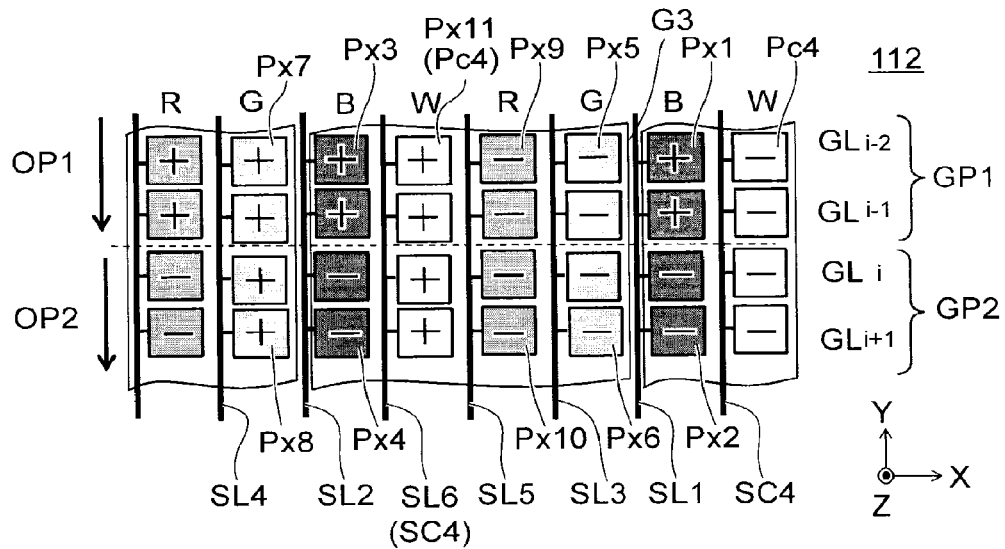 G3
Px11
(Pc4)
Px7 Px3 Px9 Px5 Px1 Pc4
112
R G B W R G B W
OP1
+ + + + − − + −
GL i-2
GP1
+ + + + − − + −
GL i-1
− + − + − − − −
GL i
OP2
GP2
− + − + − − − −
GL i+1
Px8 Px4 Px10 Px6 Px2
Y
X
Z
SL4 SL2 SL6 SL5 SL3 SL1 SC4
(SC4)